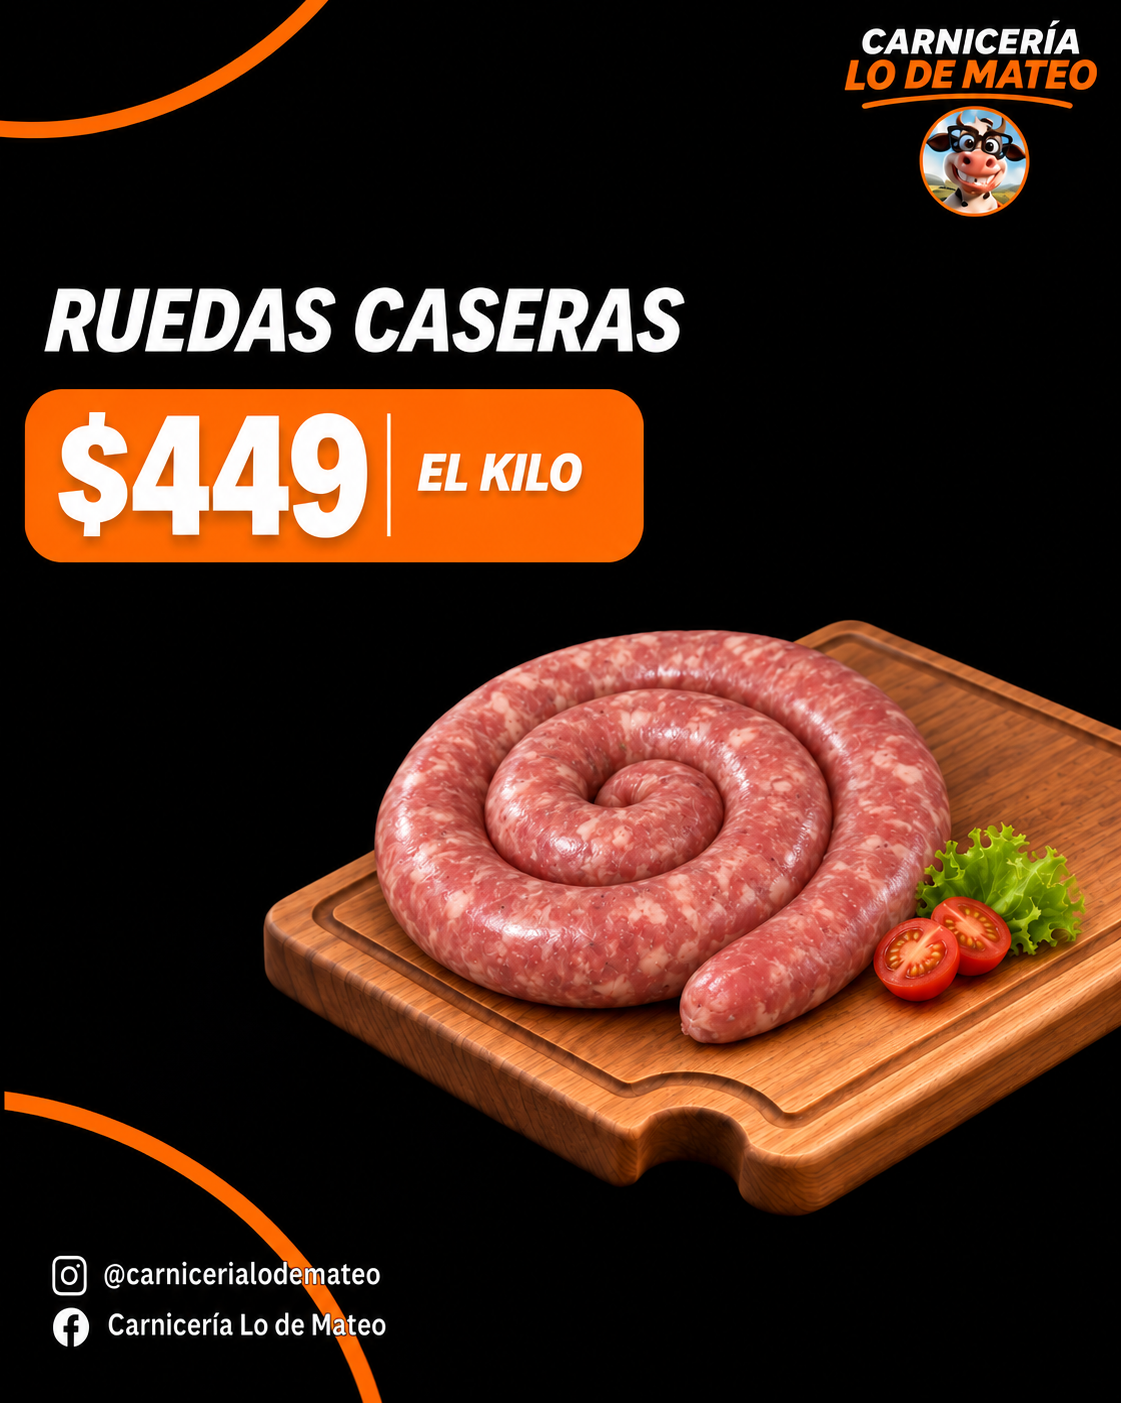 CARNICERÍA
LO DE MATEO
RUEDAS CASERAS
$449
EL KILO
@carnicerialodemateo
Carnicería Lo de Mateo